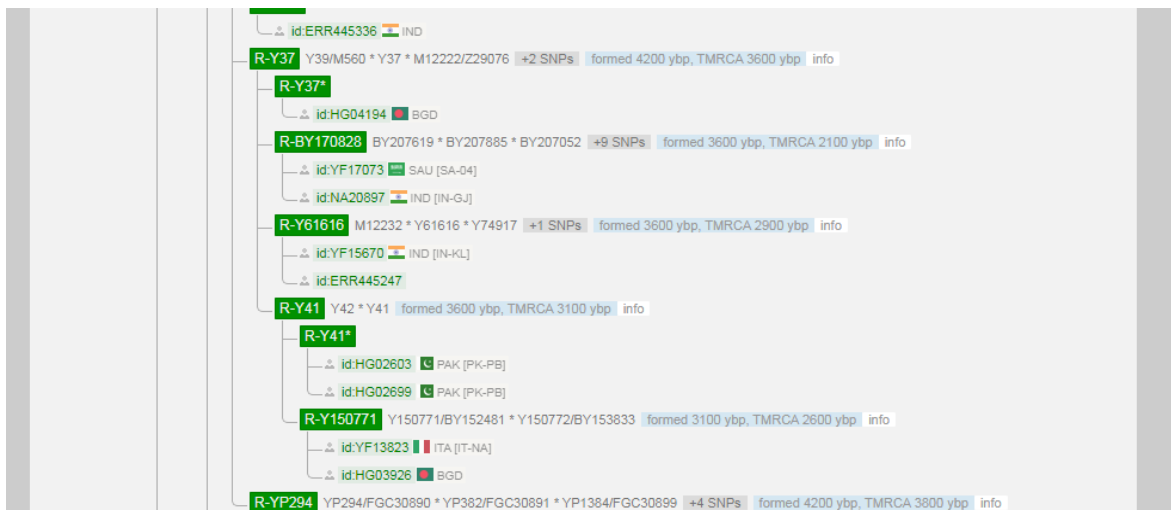 id:ERR445336 IND
R-Y37 Y39/M560 * Y37 * M12222/Z29076 +2 SNPs formed 4200 ybp, TMRCA 3600 ybp info
R-Y37*
id:HG04194 BGD
R-BY170828 BY207619 * BY207885 * BY207052 +9 SNPs formed 3600 ybp, TMRCA 2100 ybp info
id:YF17073 SAU [SA-04]
id:NA20897 IND [IN-GJ]
R-Y61616 M12232 * Y61616 * Y74917 +1 SNPs formed 3600 ybp, TMRCA 2900 ybp info
id:YF15670 IND [IN-KL]
id:ERR445247
R-Y41 Y42 * Y41 formed 3600 ybp, TMRCA 3100 ybp info
R-Y41*
id:HG02603 PAK [PK-PB]
id:HG02699 PAK [PK-PB]
R-Y150771 Y150771/BY152481 * Y150772/BY153833 formed 3100 ybp, TMRCA 2600 ybp info
id:YF13823 ITA [IT-NA]
id:HG03926 BGD
R-YP294 YP294/FGC30890 * YP382/FGC30891 * YP1384/FGC30899 +4 SNPs formed 4200 ybp, TMRCA 3800 ybp info